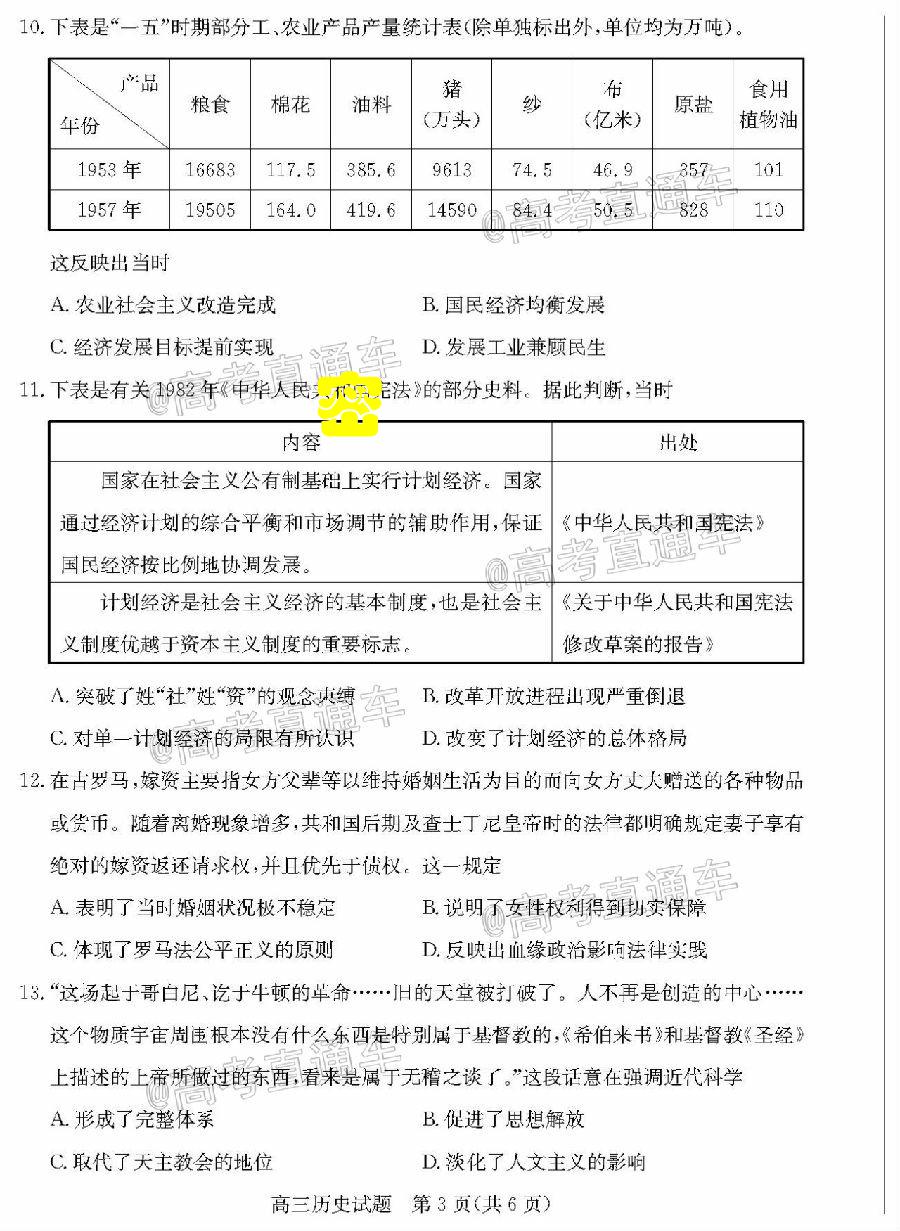 10. 下表是“一五”时期部分工、农业产品产量统计表(除单独标出外,单位均为万吨)。
产品 年份 粮食 棉花 油料 猪(万头) 纱 布(亿米) 原盐 食用植物油
1953 年 16683 117.5 385.6 9613 74.5 46.9 357 101
1957 年 19505 164.0 419.6 14590 84.4 50.5 828 110
这反映出当时
A. 农业社会主义改造完成 B. 国民经济均衡发展
C. 经济发展目标提前实现 D. 发展工业兼顾民生
11. 下表是有关 1982 年《中华人民 宪法》的部分史料。据此判断,当时
内容 出处
国家在社会主义公有制基础上实行计划经济。国家
通过经济计划的综合平衡和市场调节的辅助作用,保证 《中华人民共和国宪法》
国民经济按比例地协调发展。
计划经济是社会主义经济的基本制度,也是社会主 《关于中华人民共和国宪法
义制度优越于资本主义制度的重要标志。 修改草案的报告》
A. 突破了姓“社”姓“资”的观念束缚 B. 改革开放进程出现严重倒退
C. 对单一计划经济的局限有所认识 D. 改变了计划经济的总体格局
12. 在古罗马,嫁资主要指女方父辈等以维持婚姻生活为目的而向女方丈夫赠送的各种物品
或货币。随着离婚现象增多,共和国后期及查士丁尼皇帝时的法律都明确规定妻子享有
绝对的嫁资返还请求权,并且优先于债权。这一规定
A. 表明了当时婚姻状况极不稳定 B. 说明了女性权利得到切实保障
C. 体现了罗马法公平正义的原则 D. 反映出血缘政治影响法律实践
13. “这场起于哥白尼、讫于牛顿的革命……旧的天堂被打破了。人不再是创造的中心……
这个物质宇宙周围根本没有什么东西是特别属于基督教的,《希伯来书》和基督教《圣经》
上描述的上帝所做过的东西,看来是属于无稽之谈了。”这段话意在强调近代科学
A. 形成了完整体系 B. 促进了思想解放
C. 取代了天主教会的地位 D. 淡化了人文主义的影响
高三历史试题 第 3 页(共 6 页)
@高考直通车
@高考直通车
@高考直通车
@高考直通车
@高考直通车
@高考直通车
@高考直通车